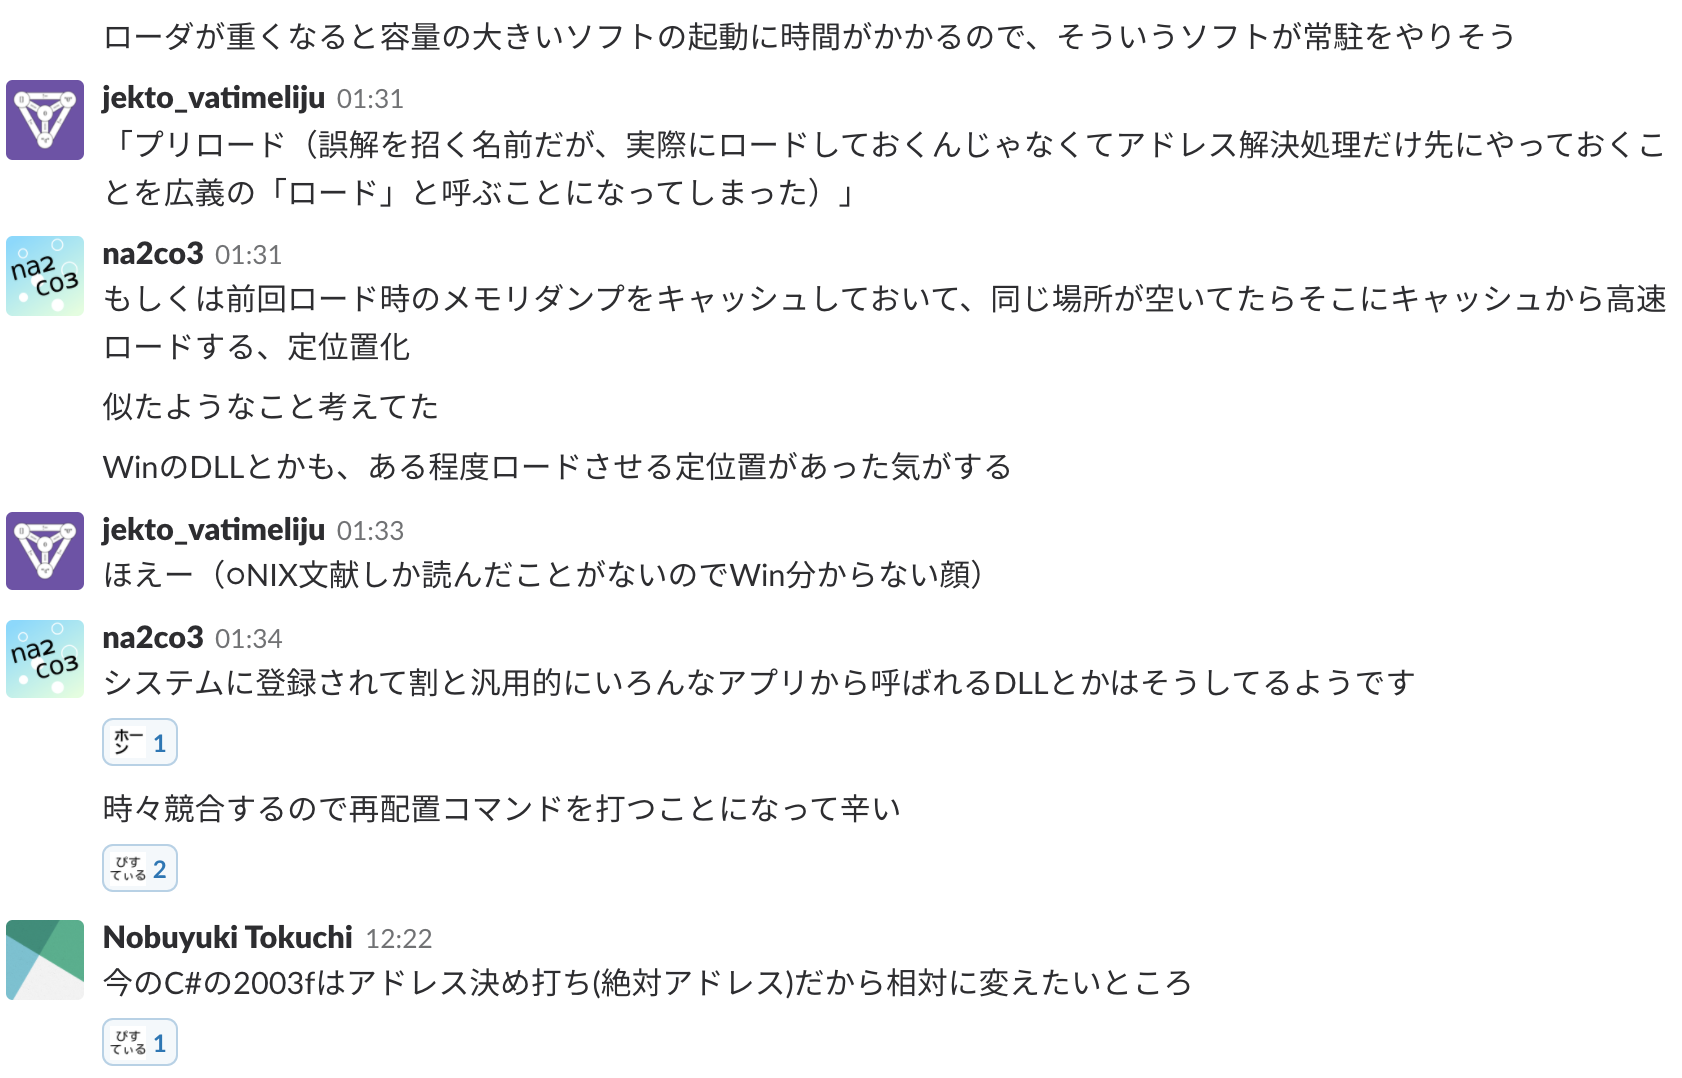 ローダが重くなると容量の大きいソフトの起動に時間がかかるので、そういうソフトが常駐をやりそう
jekto_vatimeliju 01:31
「プリロード（誤解を招く名前だが、実際にロードしておくんじゃなくてアドレス解決処理だけ先にやっておくこ
とを広義の「ロード」と呼ぶことになってしまった）」
na2co3 01:31
na2
co3
もしくは前回ロード時のメモリダンプをキャッシュしておいて、同じ場所が空いてたらそこにキャッシュから高速
ロードする、定位置化
似たようなこと考えてた
WinのDLLとかも、ある程度ロードさせる定位置があった気がする
jekto_vatimeliju 01:33
ほえー（○NIX文献しか読んだことがないのでWin分からない顔）
na2co3 01:34
na2
co3
システムに登録されて割と汎用的にいろんなアプリから呼ばれるDLLとかはそうしてるようです
ホー
ン 1
時々競合するので再配置コマンドを打つことになって辛い
ぴす
てぃる 2
Nobuyuki Tokuchi 12:22
今のC#の2003fはアドレス決め打ち(絶対アドレス)だから相対に変えたいところ
ぴす
てぃる 1